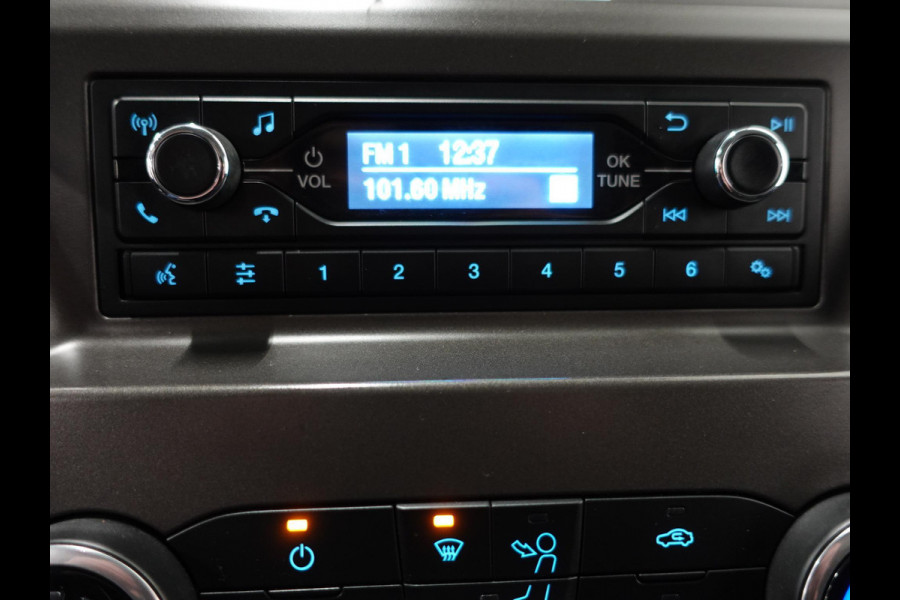 FM 1 12:37
101.60 MHz
VOL
OK
TUNE
1 2 3 4 5 6